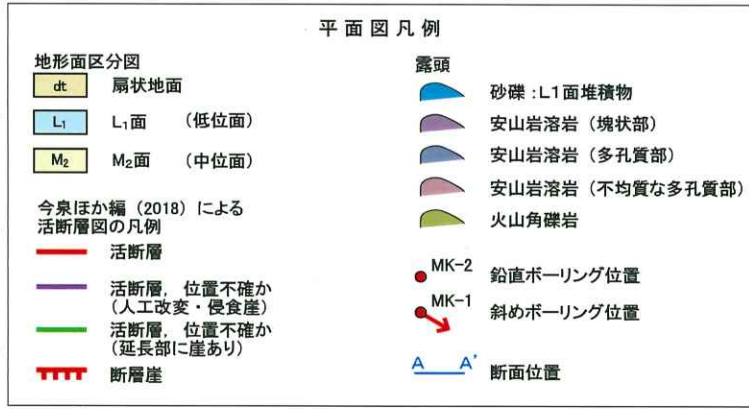 平面図凡例
地形面区分図
dt 扇状地面
L₁ L₁面 (低位面)
M₂ M₂面 (中位面)
今泉ほか編 (2018) による
活断層図の凡例
活断層
活断層, 位置不確か
(人工改変・侵食崖)
活断層, 位置不確か
(延長部に崖あり)
断層崖
露頭
砂礫:L1面堆積物
安山岩溶岩 (塊状部)
安山岩溶岩 (多孔質部)
安山岩溶岩 (不均質な多孔質部)
火山角礫岩
MK-2 鉛直ボーリング位置
MK-1 斜めボーリング位置
A A' 断面位置